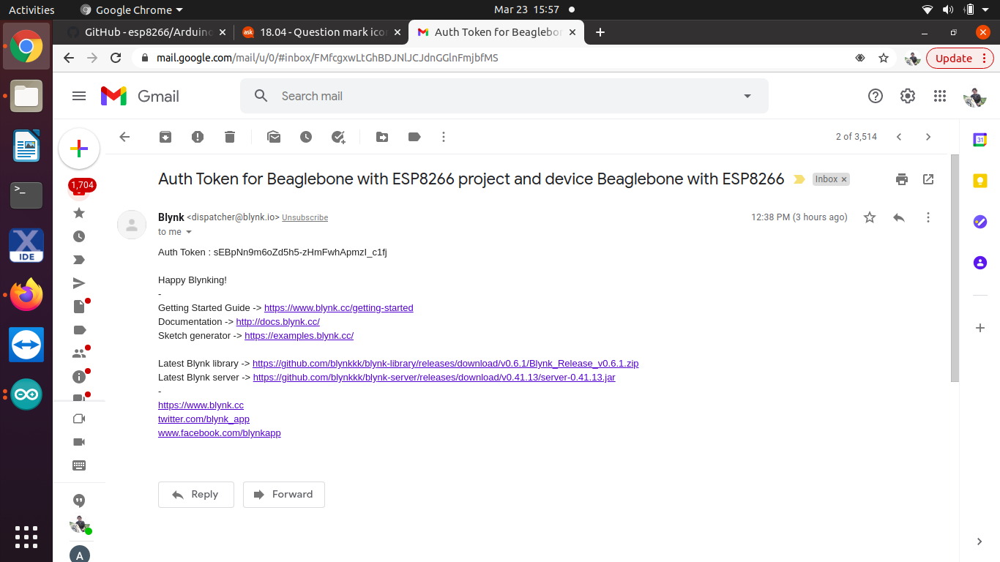 Activities Google Chrome Mar 23 15:57
GitHub - esp8266/Arduino
18.04 - Question mark icon
Auth Token for Beaglebon
mail.google.com/mail/u/0/#inbox/FMfcgxwLtGhBDJNlJCJdnGGlnFmjbfMS
Update
Gmail
Search mail
2 of 3,514
31
1,704
>_
X
IDE
Auth Token for Beaglebone with ESP8266 project and device Beaglebone with ESP8266
Inbox ×
Blynk <dispatcher@blynk.io> Unsubscribe
12:38 PM (3 hours ago)
to me
Auth Token : sEBpNn9m6oZd5h5-zHmFwhApmzI_c1fj
Happy Blynking!
-
Getting Started Guide -> https://www.blynk.cc/getting-started
Documentation -> http://docs.blynk.cc/
Sketch generator -> https://examples.blynk.cc/
Latest Blynk library -> https://github.com/blynkkk/blynk-library/releases/download/v0.6.1/Blynk_Release_v0.6.1.zip
Latest Blynk server -> https://github.com/blynkkk/blynk-server/releases/download/v0.41.13/server-0.41.13.jar
-
https://www.blynk.cc
twitter.com/blynk_app
www.facebook.com/blynkapp
Reply
Forward
A